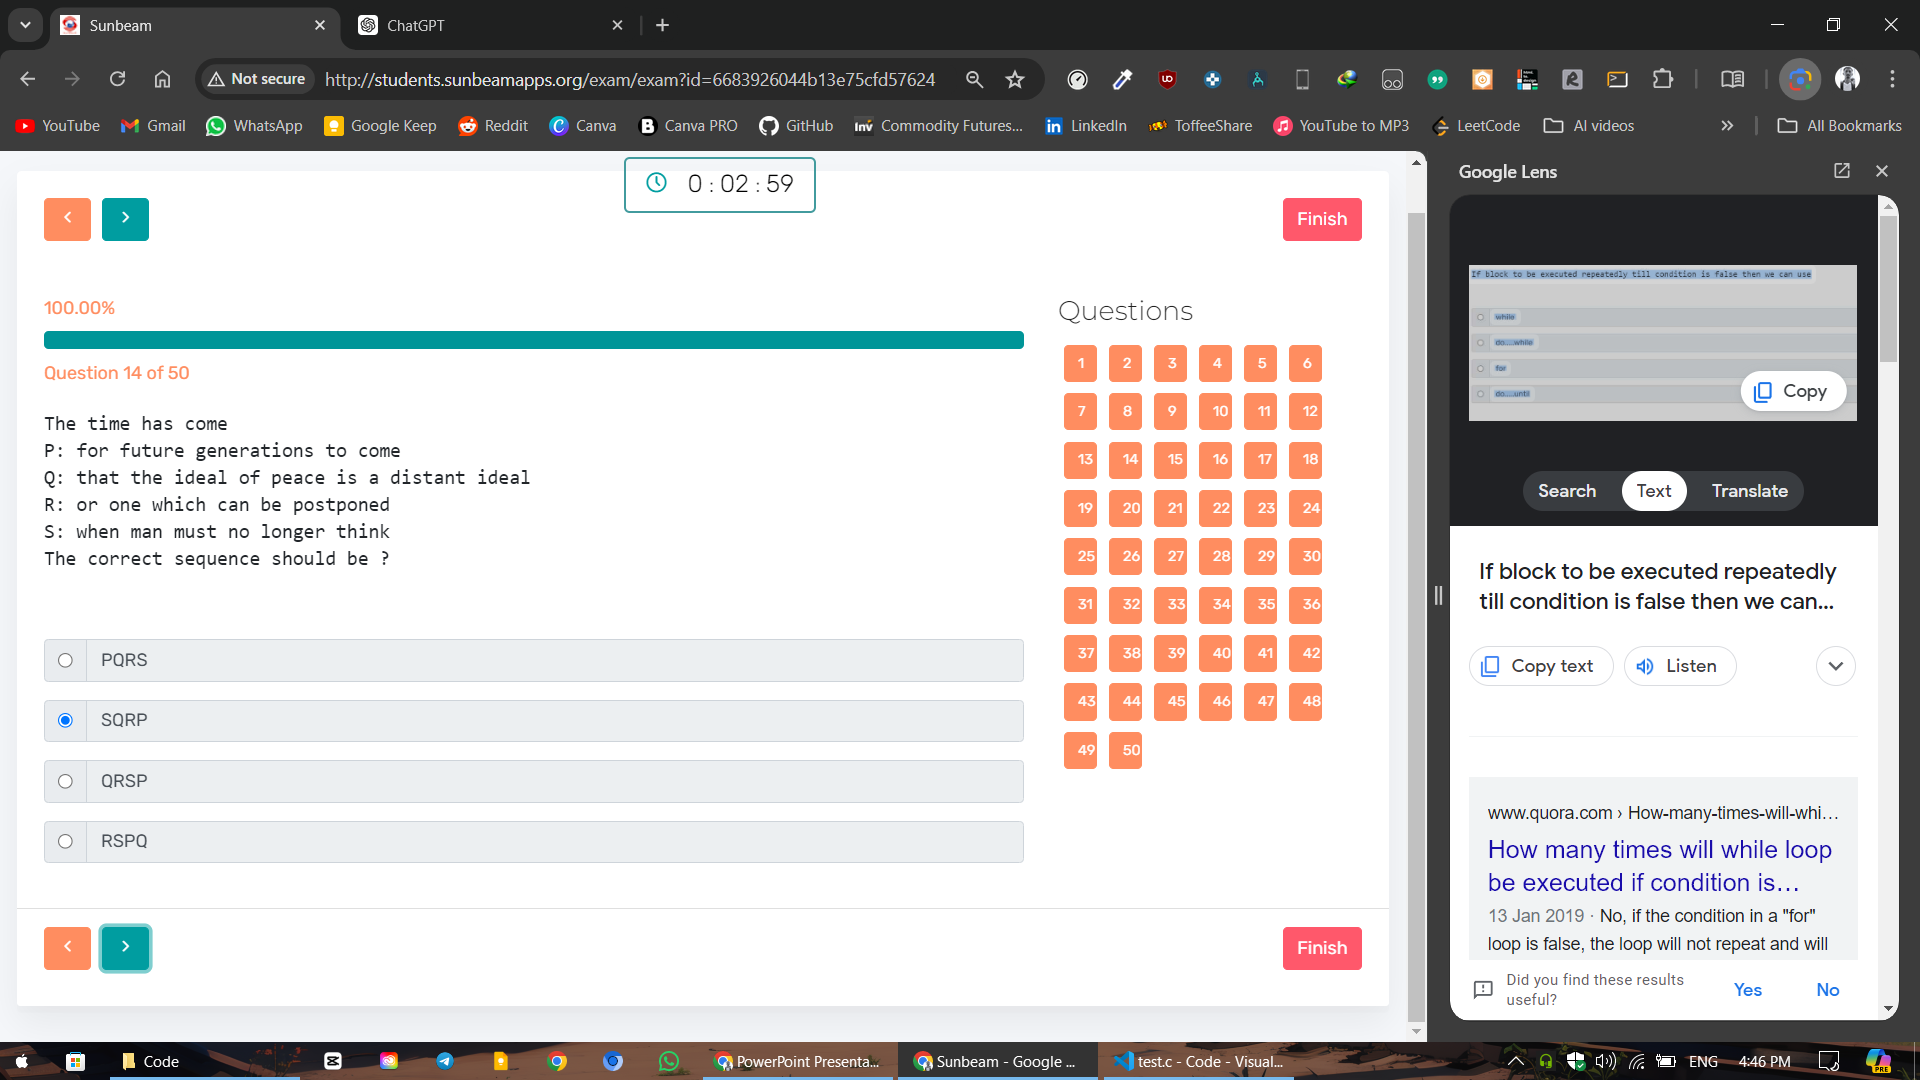 Sunbeam
ChatGPT
Not secure
http://students.sunbeamapps.org/exam/exam?id=6683926044b13e75cfd57624
YouTube
Gmail
WhatsApp
Google Keep
Reddit
Canva
Canva PRO
GitHub
Commodity Futures...
LinkedIn
ToffeeShare
YouTube to MP3
LeetCode
AI videos
All Bookmarks
0 : 02 : 59
Finish
100.00%
Question 14 of 50
The time has come
P: for future generations to come
Q: that the ideal of peace is a distant ideal
R: or one which can be postponed
S: when man must no longer think
The correct sequence should be ?
PQRS
SQRP
QRSP
RSPQ
Finish
Questions
1 2 3 4 5 6
7 8 9 10 11 12
13 14 15 16 17 18
19 20 21 22 23 24
25 26 27 28 29 30
31 32 33 34 35 36
37 38 39 40 41 42
43 44 45 46 47 48
49 50
Google Lens
If block to be executed repeatedly till condition is false then we can use
while
do....while
for
do....until
Copy
Search
Text
Translate
If block to be executed repeatedly
till condition is false then we can...
Copy text
Listen
www.quora.com › How-many-times-will-whi...
How many times will while loop
be executed if condition is...
13 Jan 2019 · No, if the condition in a "for"
loop is false, the loop will not repeat and will
Did you find these results
useful?
Yes
No
Code
PowerPoint Presenta...
Sunbeam - Google ...
test.c - Code - Visual...
ENG
4:46 PM